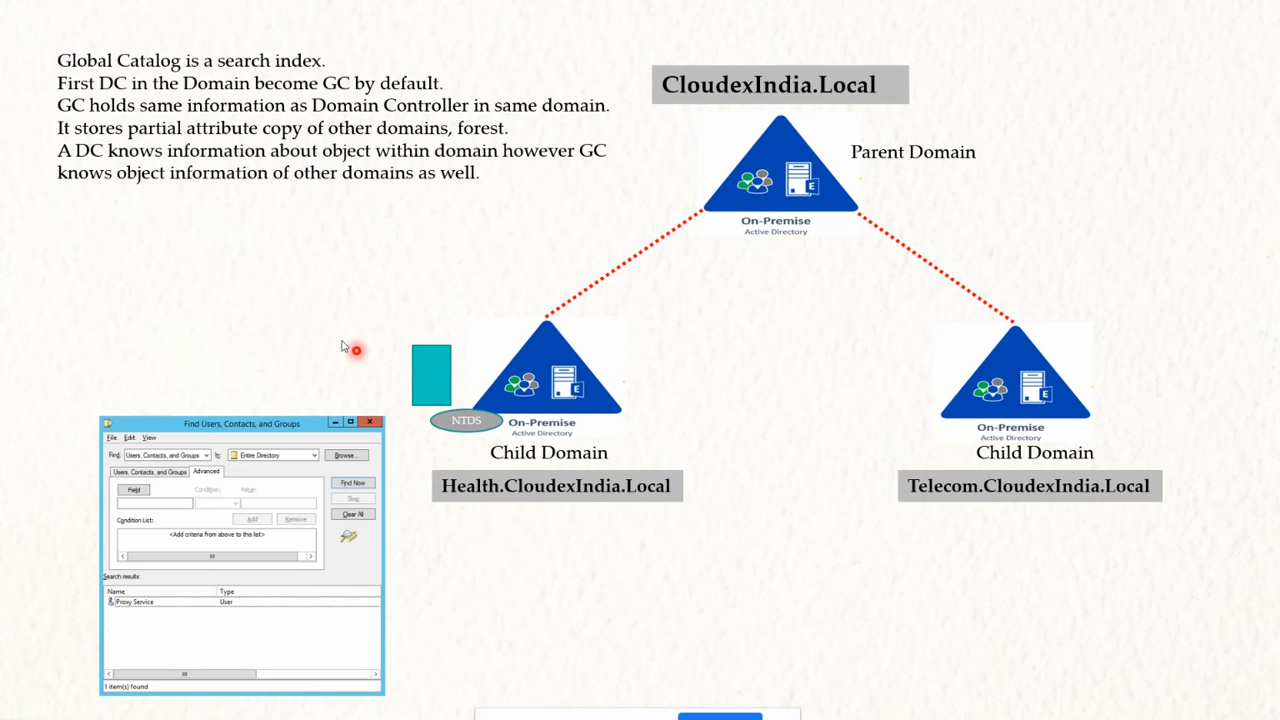 Global Catalog is a search index.
First DC in the Domain become GC by default.
GC holds same information as Domain Controller in same domain.
It stores partial attribute copy of other domains, forest.
A DC knows information about object within domain however GC
knows object information of other domains as well.
CloudexIndia.Local
Parent Domain
E
On-Premise
Active Directory
E
NTDS
On-Premise
Active Directory
Child Domain
Health.CloudexIndia.Local
E
On-Premise
Active Directory
Child Domain
Telecom.CloudexIndia.Local
Find Users, Contacts, and Groups
File Edit View
Find: Users, Contacts, and Groups In: Entire Directory Browse...
Users, Contacts, and Groups Advanced
Field Condition: Value: Find Now
Stop
Clear All
Condition List: Add Remove
<Add criteria from above to this list>
Search results:
Name Type
Proxy Service User
1 item(s) found